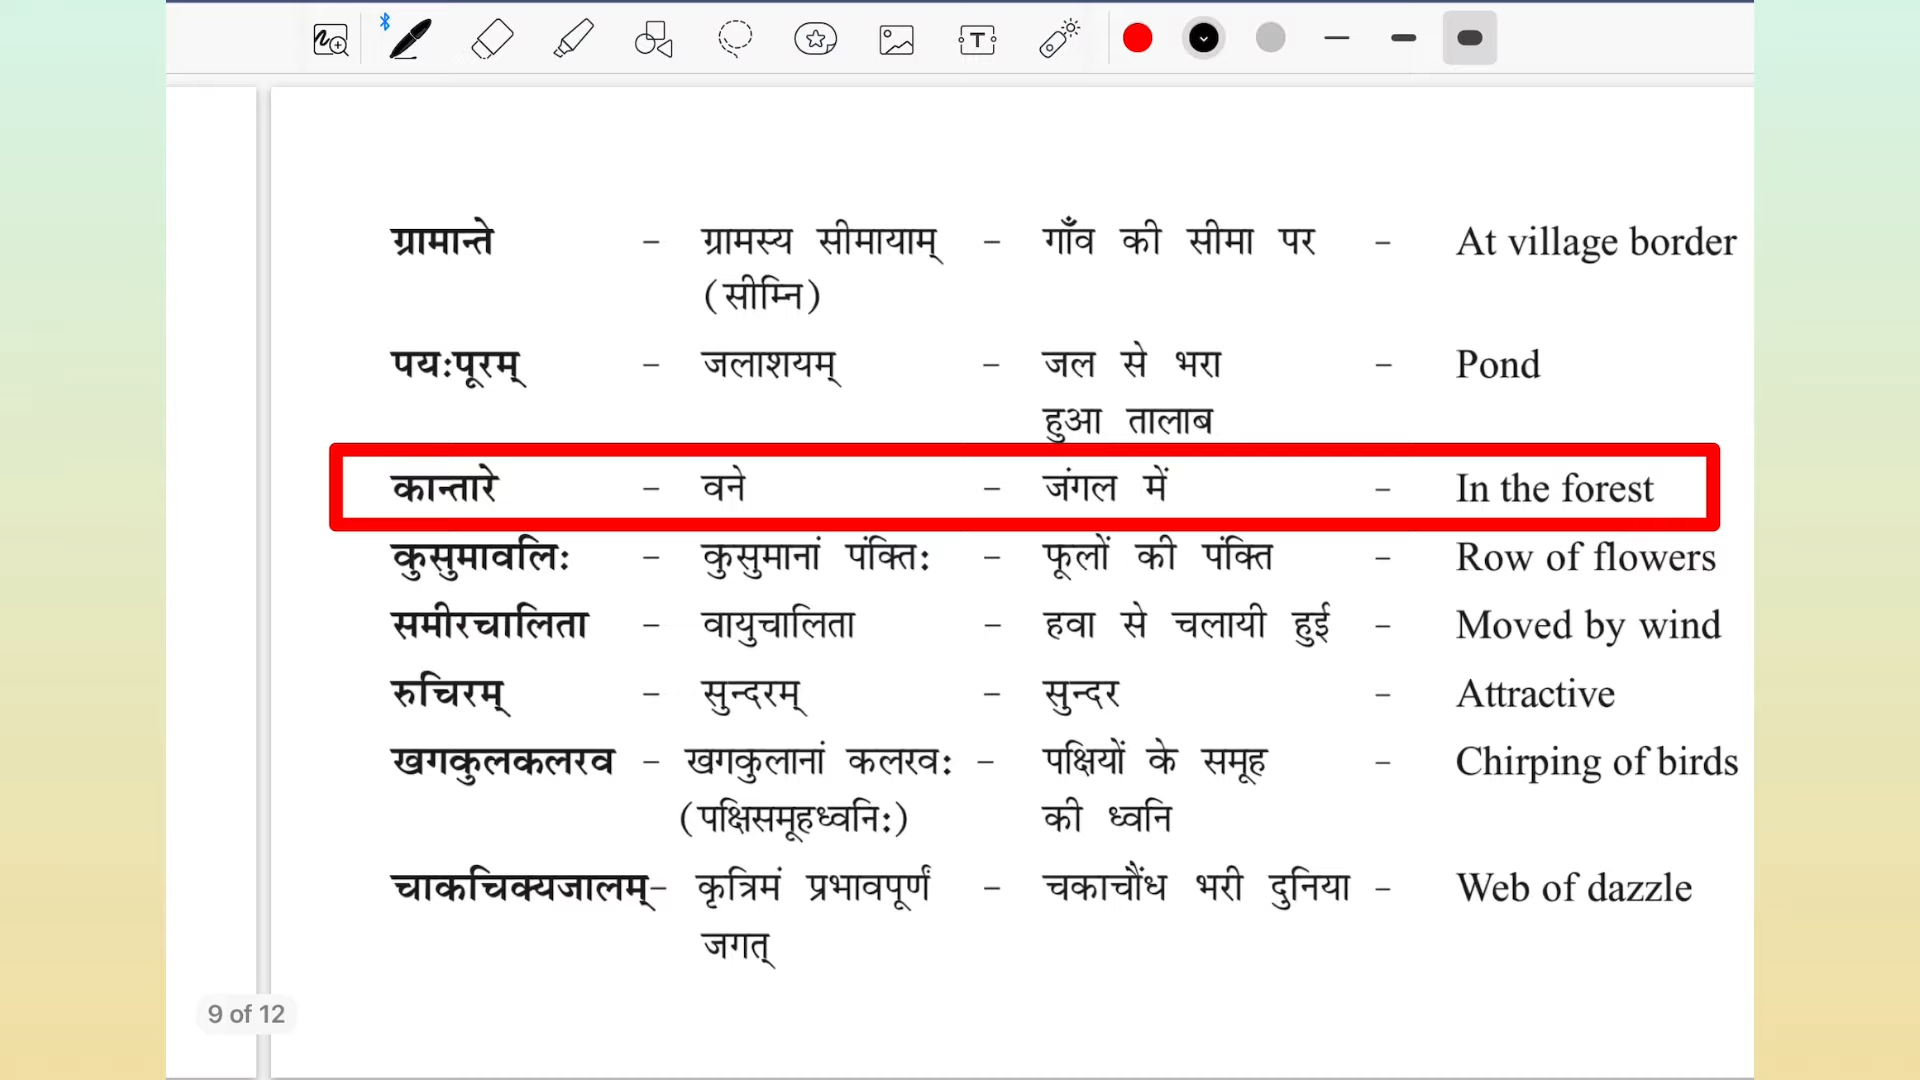 ग्रामान्ते – ग्रामस्य सीमायाम् – गाँव की सीमा पर – At village border
(सीम्नि)
पयःपूरम् – जलाशयम् – जल से भरा – Pond
हुआ तालाब
कान्तारे – वने – जंगल में – In the forest
कुसुमावलिः – कुसुमानां पंक्तिः – फूलों की पंक्ति – Row of flowers
समीरचालिता – वायुचालिता – हवा से चलायी हुई – Moved by wind
रुचिरम् – सुन्दरम् – सुन्दर – Attractive
खगकुलकलरव – खगकुलानां कलरवः – पक्षियों के समूह – Chirping of birds
(पक्षिसमूहध्वनिः) की ध्वनि
चाकचिक्यजालम् – कृत्रिमं प्रभावपूर्णं – चकाचौंध भरी दुनिया – Web of dazzle
जगत्
9 of 12